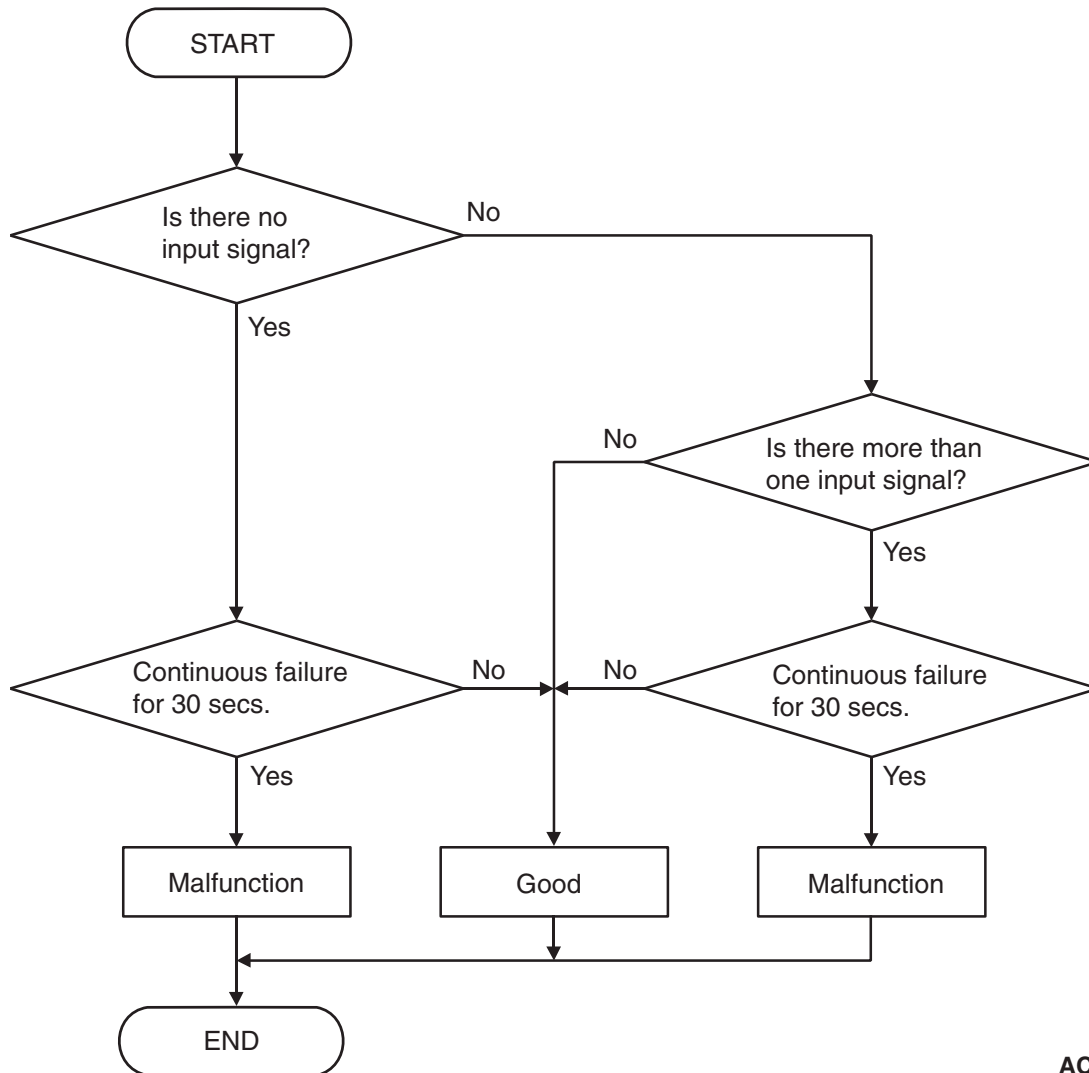 START
Is there no
input signal?
No
Yes
No
Is there more than
one input signal?
Yes
Continuous failure
for 30 secs.
No
No
Continuous failure
for 30 secs.
Yes
Yes
Malfunction
Good
Malfunction
END
AC